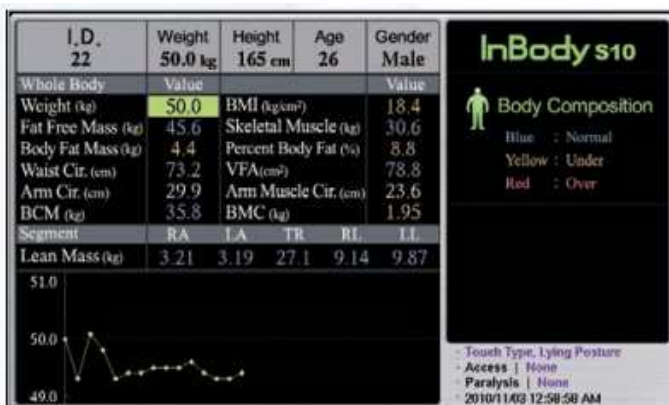 I.D. Weight Height Age Gender
22 50.0 kg 165 cm 26 Male
Whole Body Value Value
Weight (kg) 50.0 BMI (kg/m²) 18.4
Fat Free Mass (kg) 45.6 Skeletal Muscle (kg) 30.6
Body Fat Mass (kg) 4.4 Percent Body Fat (%) 8.8
Waist Cir. (cm) 73.2 VFA(cm²) 78.8
Arm Cir. (cm) 29.9 Arm Muscle Cir. (cm) 23.6
BCM (kg) 35.8 BMC (kg) 1.95
Segment RA LA TR RL LL
Lean Mass (kg) 3.21 3.19 27.1 9.14 9.87
51.0
50.0
49.0
InBody S10
Body Composition
Blue : Normal
Yellow : Under
Red : Over
- Touch Type, Lying Posture
- Access | None
- Paralysis | None
- 2010/11/03 12:58:58 AM